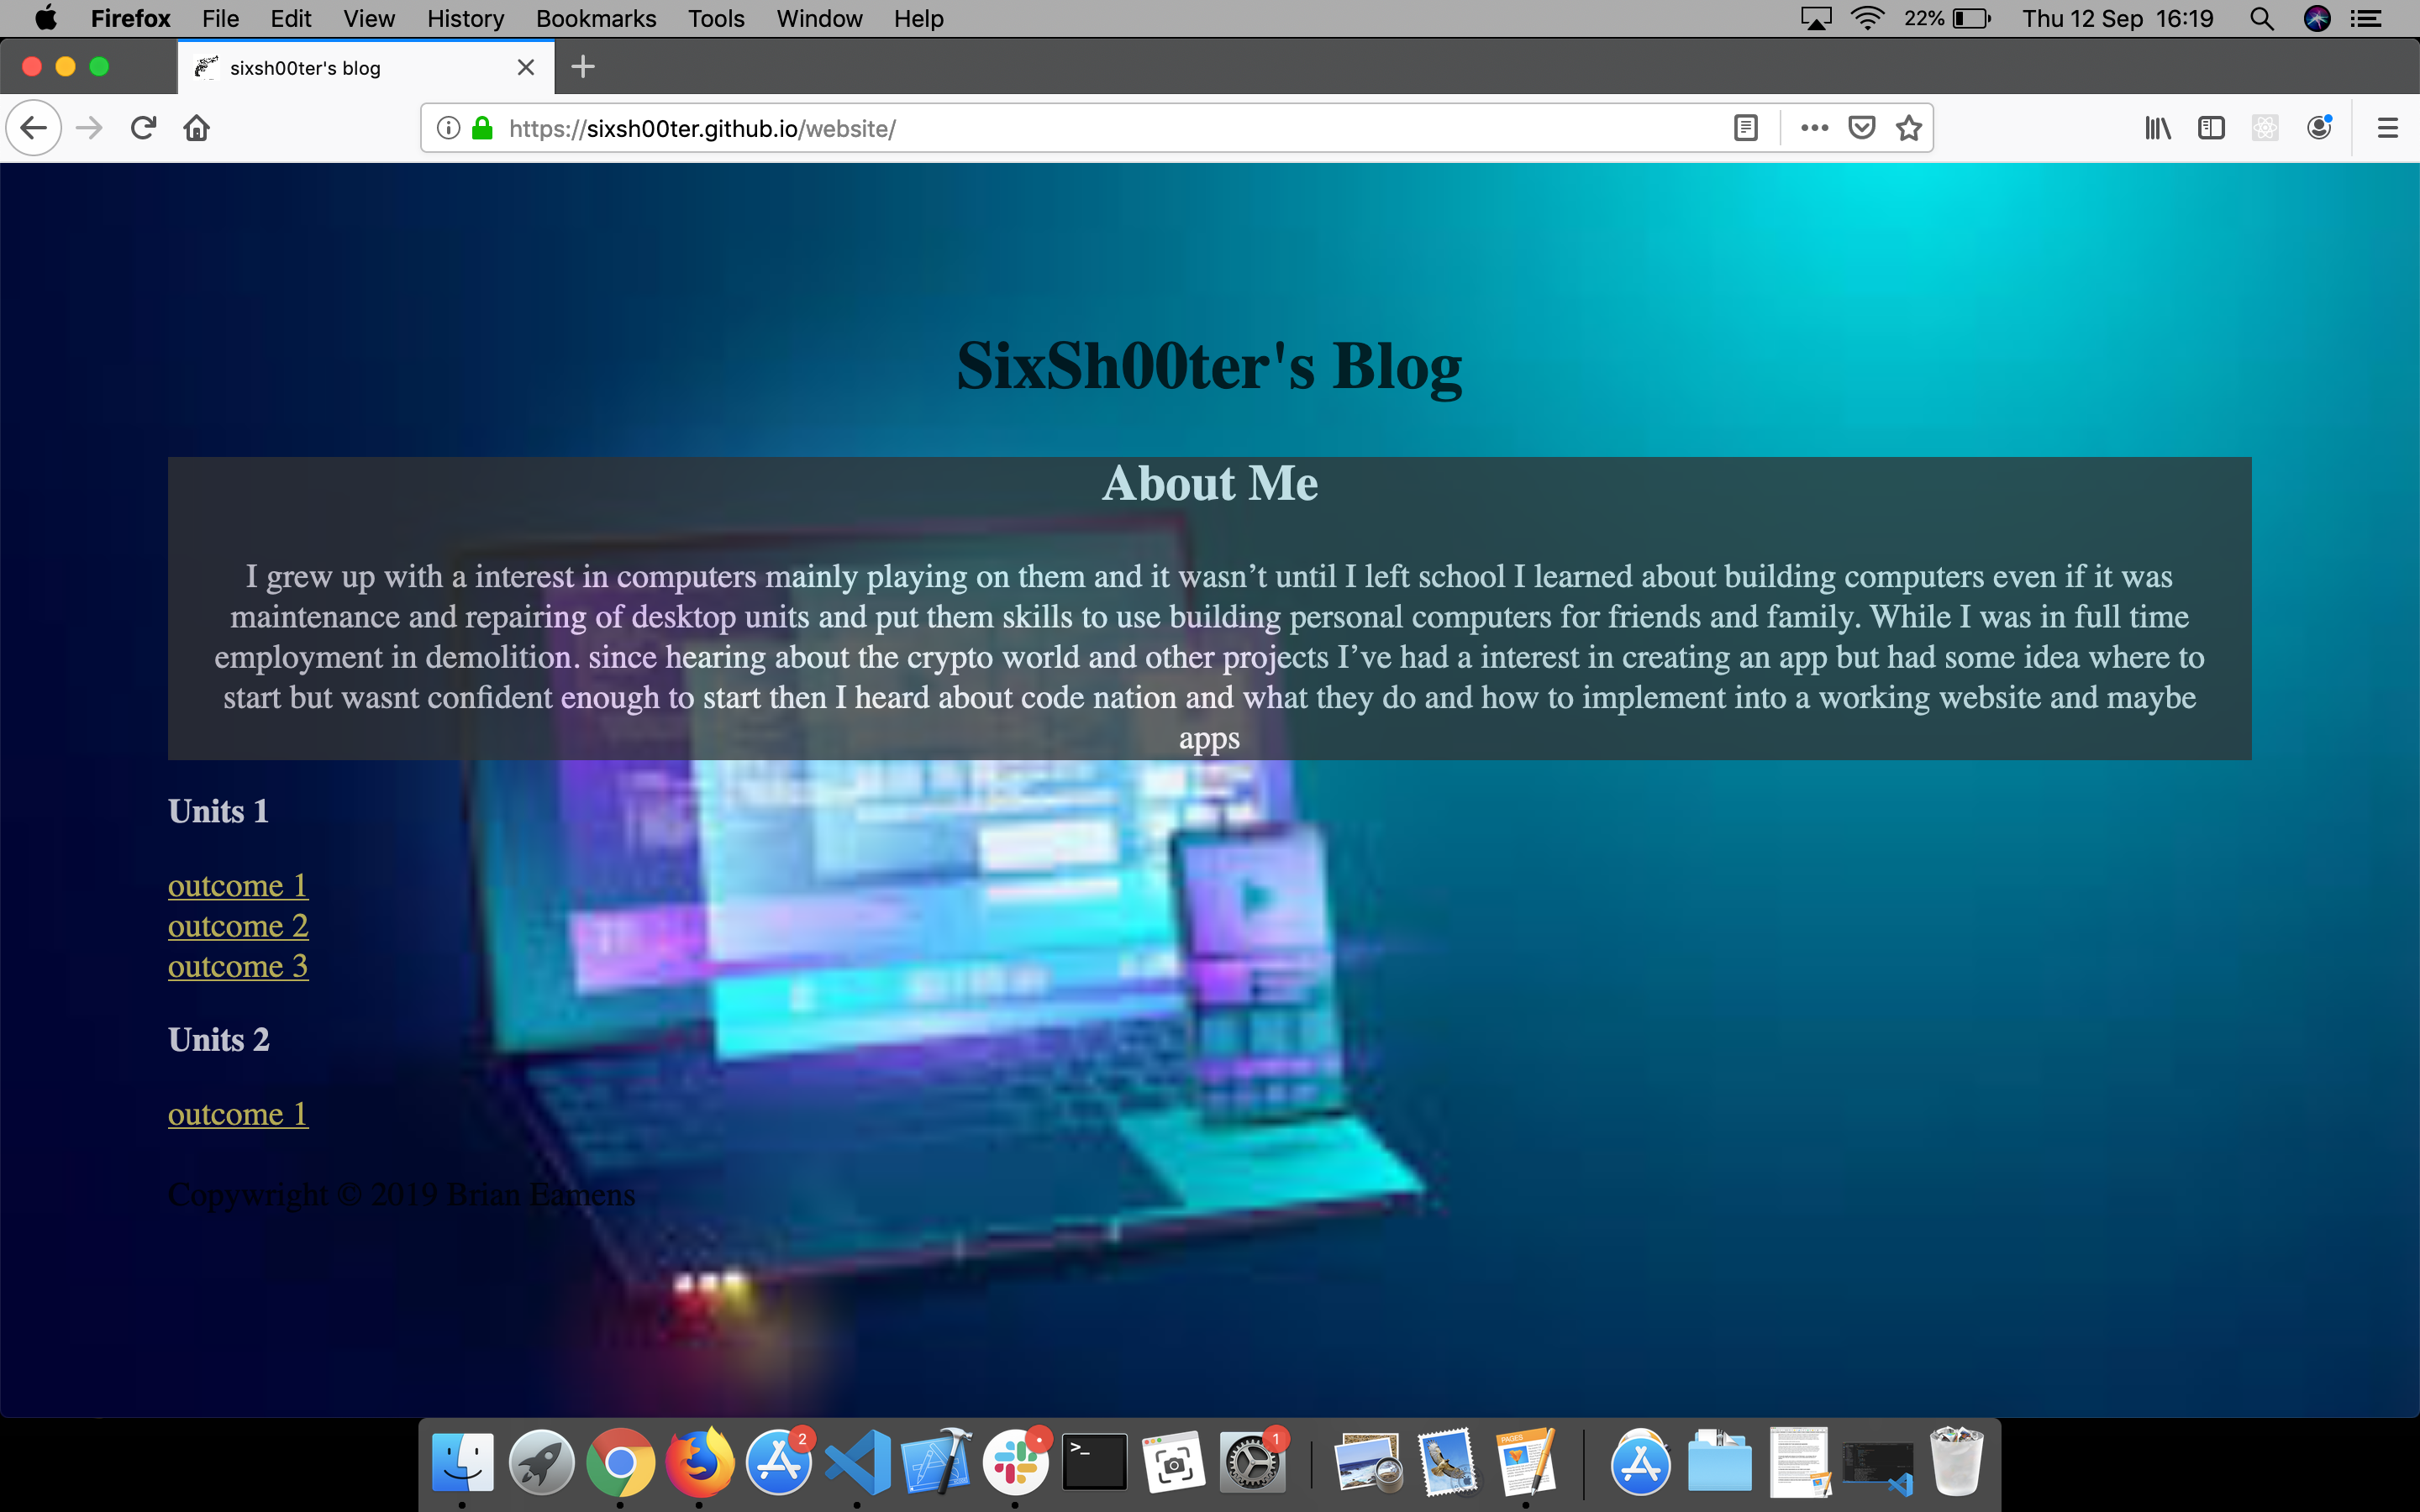 Firefox File Edit View History Bookmarks Tools Window Help 22% Thu 12 Sep 16:19
sixsh00ter's blog
https://sixsh00ter.github.io/website/
SixSh00ter's Blog
About Me
I grew up with a interest in computers mainly playing on them and it wasn’t until I left school I learned about building computers even if it was
maintenance and repairing of desktop units and put them skills to use building personal computers for friends and family. While I was in full time
employment in demolition. since hearing about the crypto world and other projects I’ve had a interest in creating an app but had some idea where to
start but wasnt confident enough to start then I heard about code nation and what they do and how to implement into a working website and maybe
apps
Units 1
outcome 1
outcome 2
outcome 3
Units 2
outcome 1
Copywright © 2019 Brian Eamens
2
>_
1
PAGES